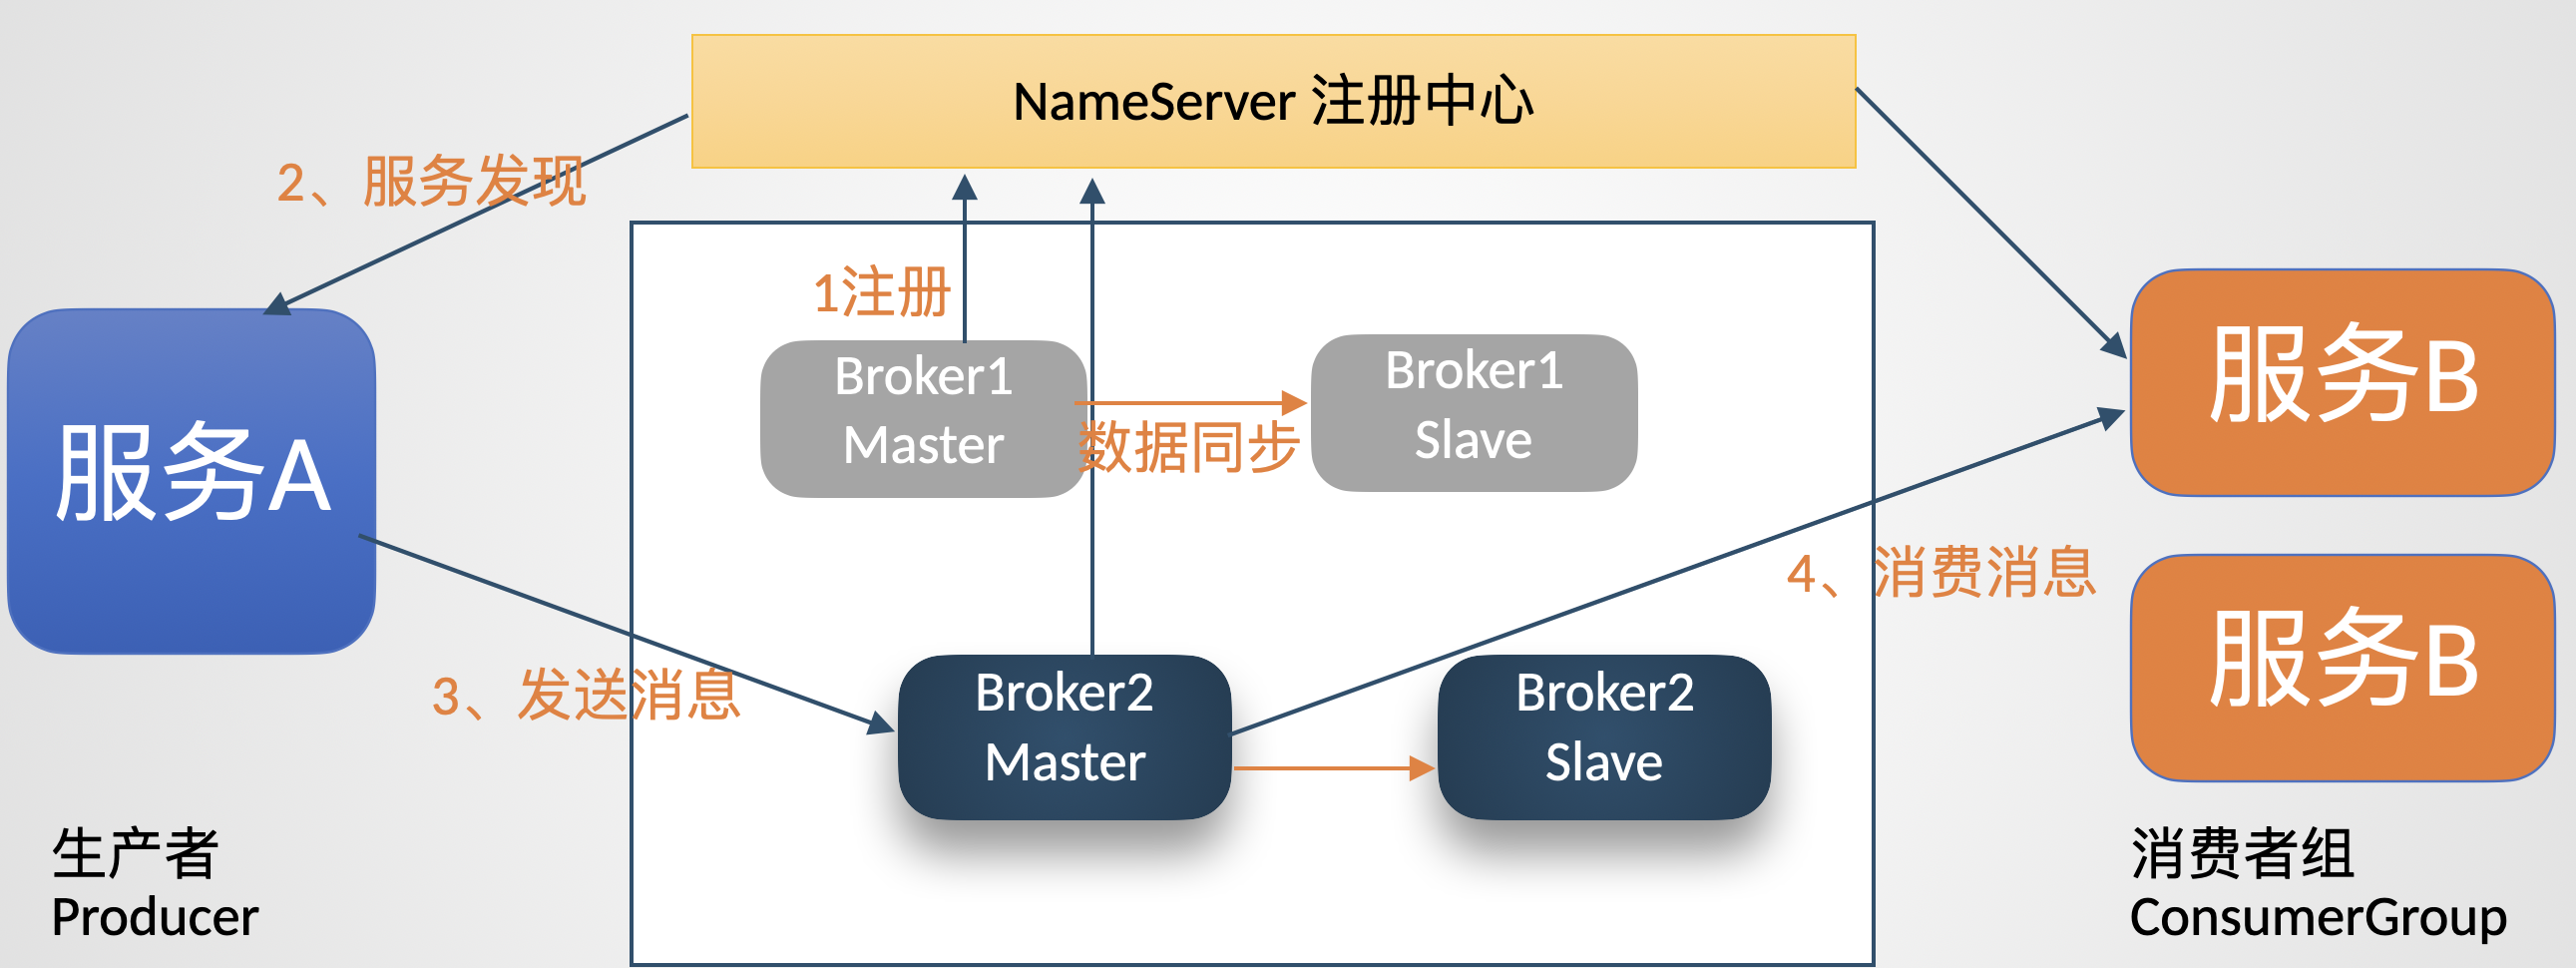 NameServer 注册中心
2、服务发现
1注册
Broker1
Master
数据同步
Broker1
Slave
服务A
服务B
4、消费消息
服务B
3、发送消息
Broker2
Master
Broker2
Slave
生产者
Producer
消费者组
ConsumerGroup